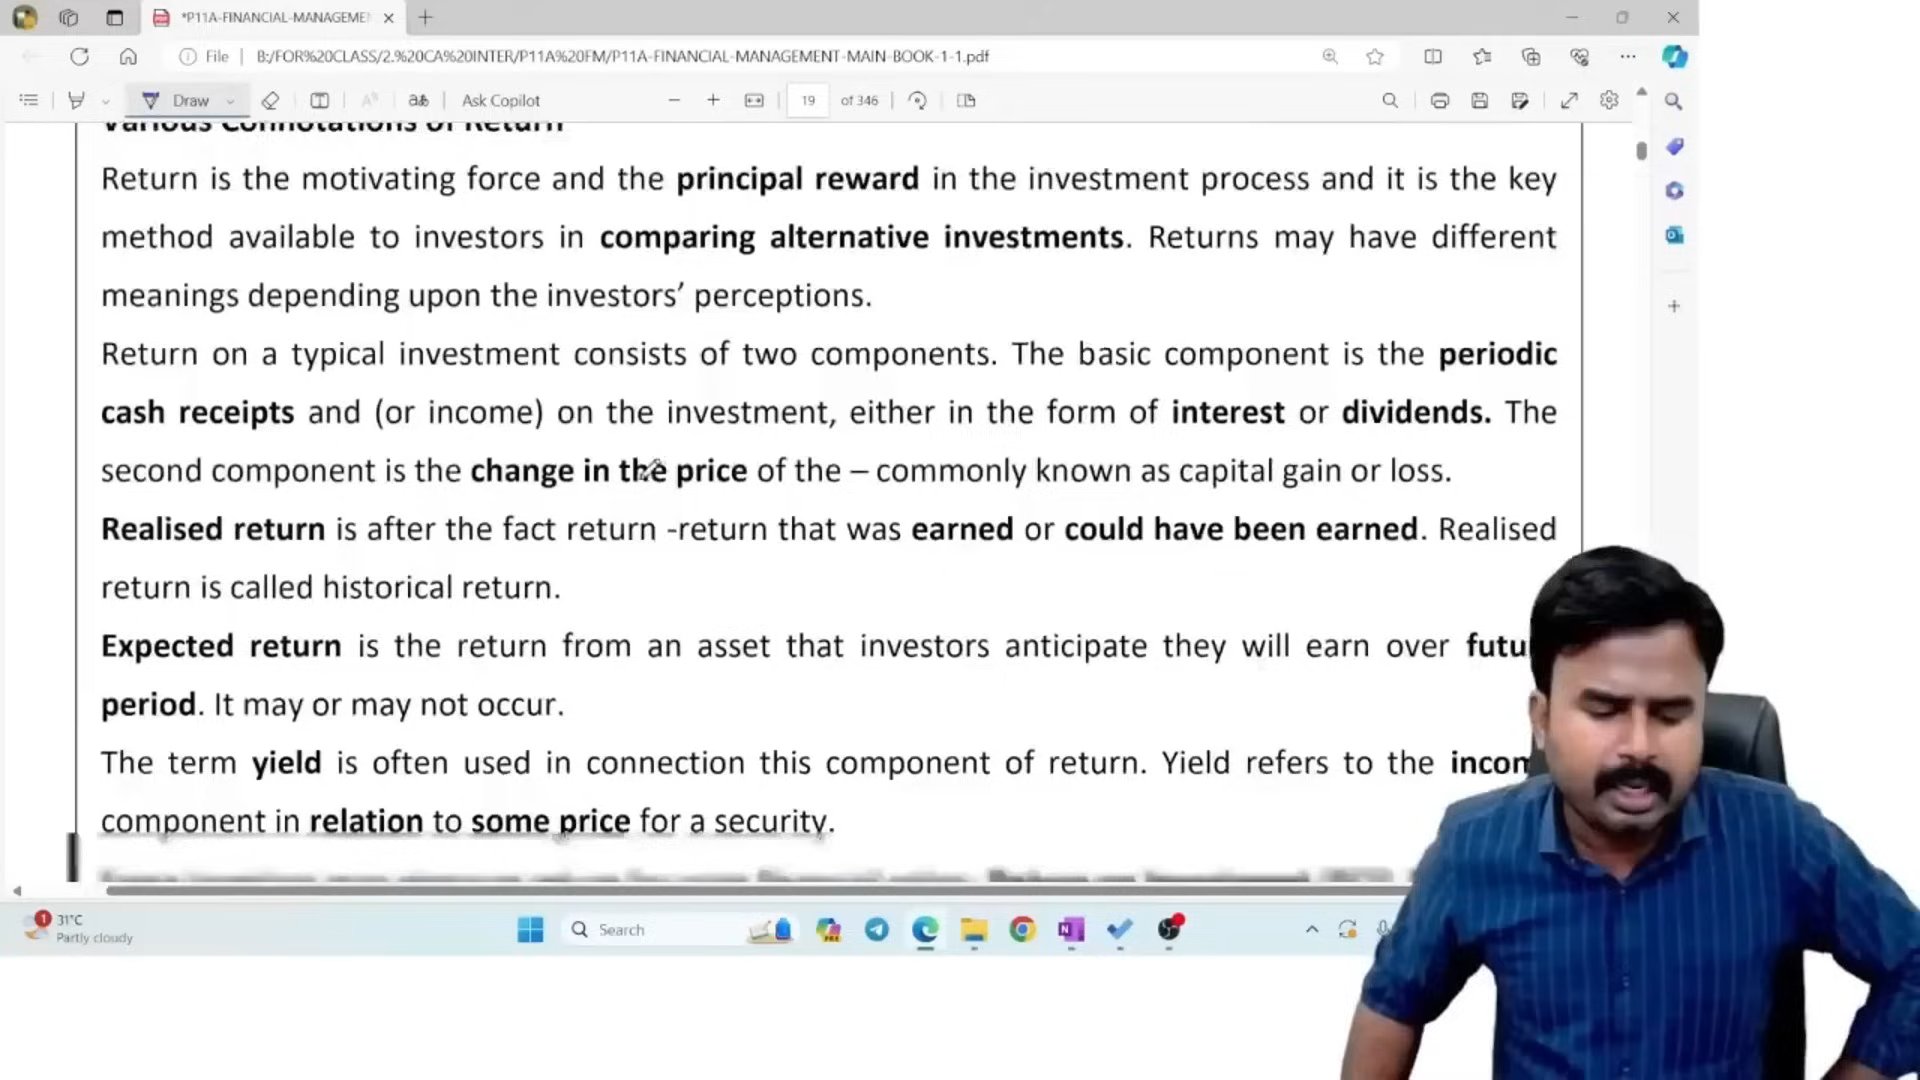 *P11A-FINANCIAL-MANAGEME
File
B:/FOR%20CLASS/2.%20CA%20INTER/P11A%20FM/P11A-FINANCIAL-MANAGEMENT-MAIN-BOOK-1-1.pdf
Draw
Ask Copilot
19 of 346
Various Connotations of Return
Return is the motivating force and the principal reward in the investment process and it is the key
method available to investors in comparing alternative investments. Returns may have different
meanings depending upon the investors’ perceptions.
Return on a typical investment consists of two components. The basic component is the periodic
cash receipts and (or income) on the investment, either in the form of interest or dividends. The
second component is the change in the price of the – commonly known as capital gain or loss.
Realised return is after the fact return -return that was earned or could have been earned. Realised
return is called historical return.
Expected return is the return from an asset that investors anticipate they will earn over futu
period. It may or may not occur.
The term yield is often used in connection this component of return. Yield refers to the incom
component in relation to some price for a security.
1
31°C
Partly cloudy
Search